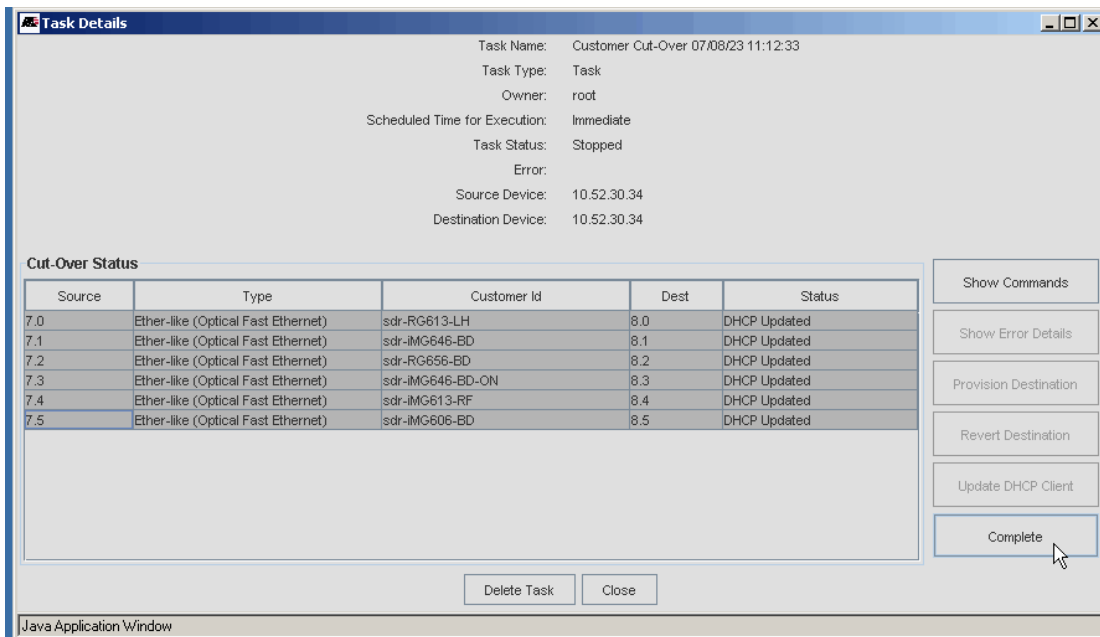 Task Details
Task Name: Customer Cut-Over 07/08/23 11:12:33
Task Type: Task
Owner: root
Scheduled Time for Execution: Immediate
Task Status: Stopped
Error:
Source Device: 10.52.30.34
Destination Device: 10.52.30.34
Cut-Over Status
Source Type Customer Id Dest Status
7.0 Ether-like (Optical Fast Ethernet) sdr-RG613-LH 8.0 DHCP Updated
7.1 Ether-like (Optical Fast Ethernet) sdr-iMG646-BD 8.1 DHCP Updated
7.2 Ether-like (Optical Fast Ethernet) sdr-RG656-BD 8.2 DHCP Updated
7.3 Ether-like (Optical Fast Ethernet) sdr-iMG646-BD-ON 8.3 DHCP Updated
7.4 Ether-like (Optical Fast Ethernet) sdr-iMG613-RF 8.4 DHCP Updated
7.5 Ether-like (Optical Fast Ethernet) sdr-iMG606-BD 8.5 DHCP Updated
Show Commands
Show Error Details
Provision Destination
Revert Destination
Update DHCP Client
Complete
Delete Task Close
Java Application Window